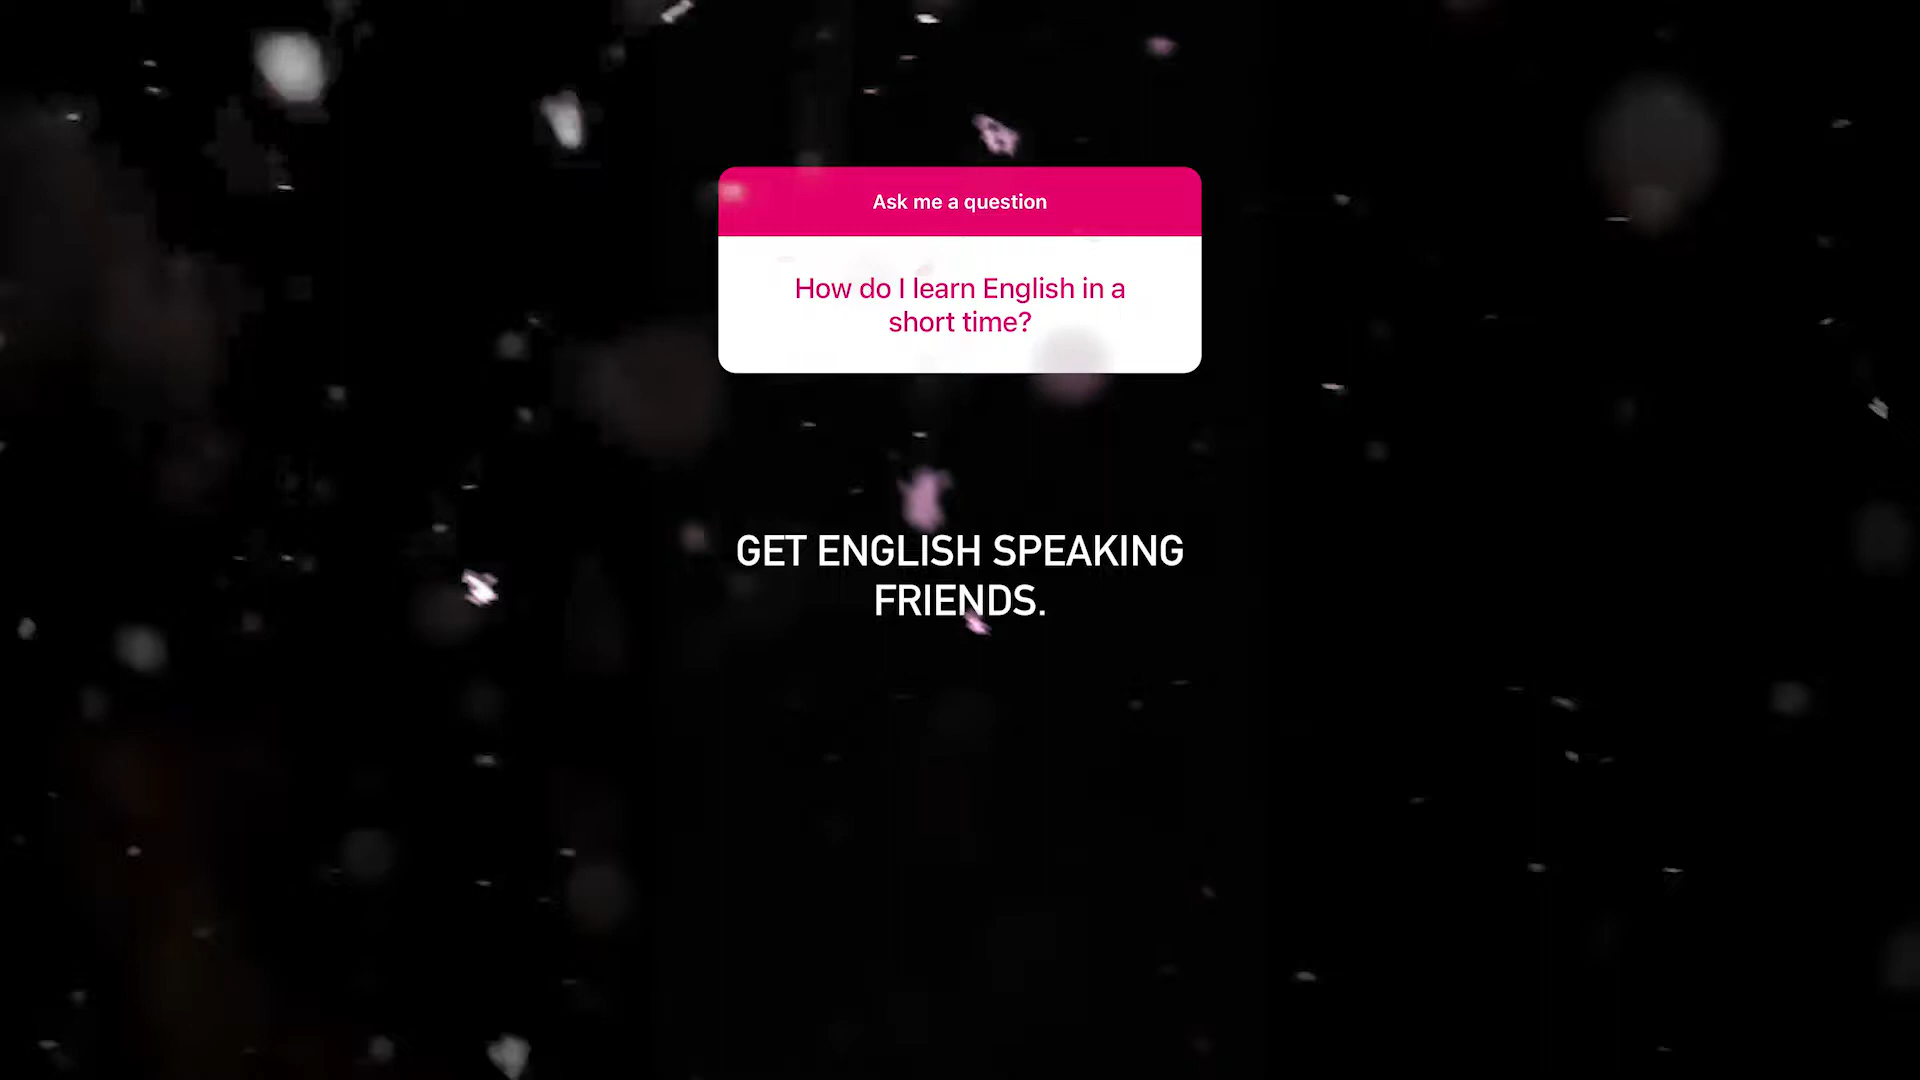 Ask me a question
How do I learn English in a
short time?
GET ENGLISH SPEAKING
FRIENDS.